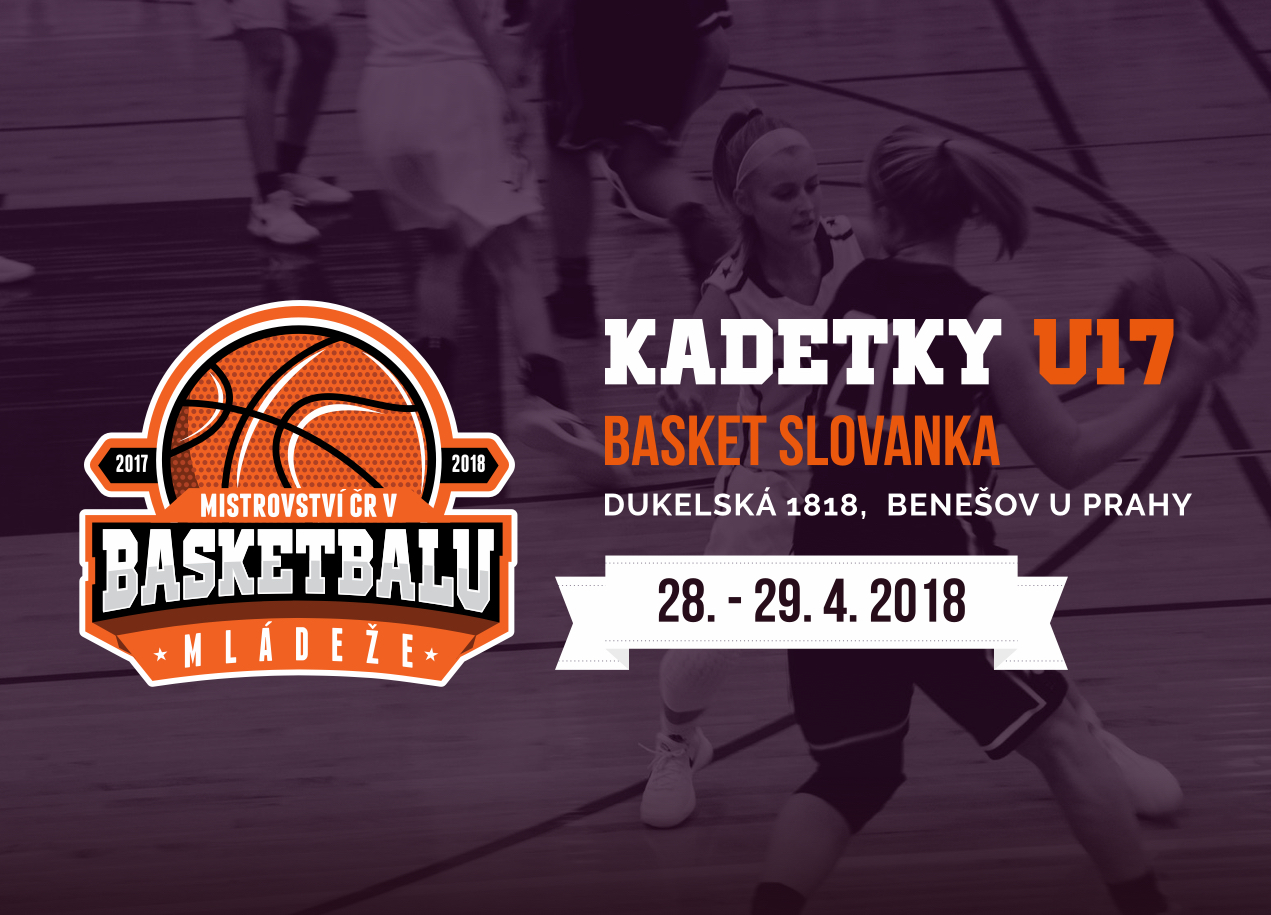 2017
2018
MISTROVSTVÍ ČR V
BASKETBALU
MLÁDEŽE
KADETKY U17
BASKET SLOVANKA
DUKELSKÁ 1818, BENEŠOV U PRAHY
28. - 29. 4. 2018